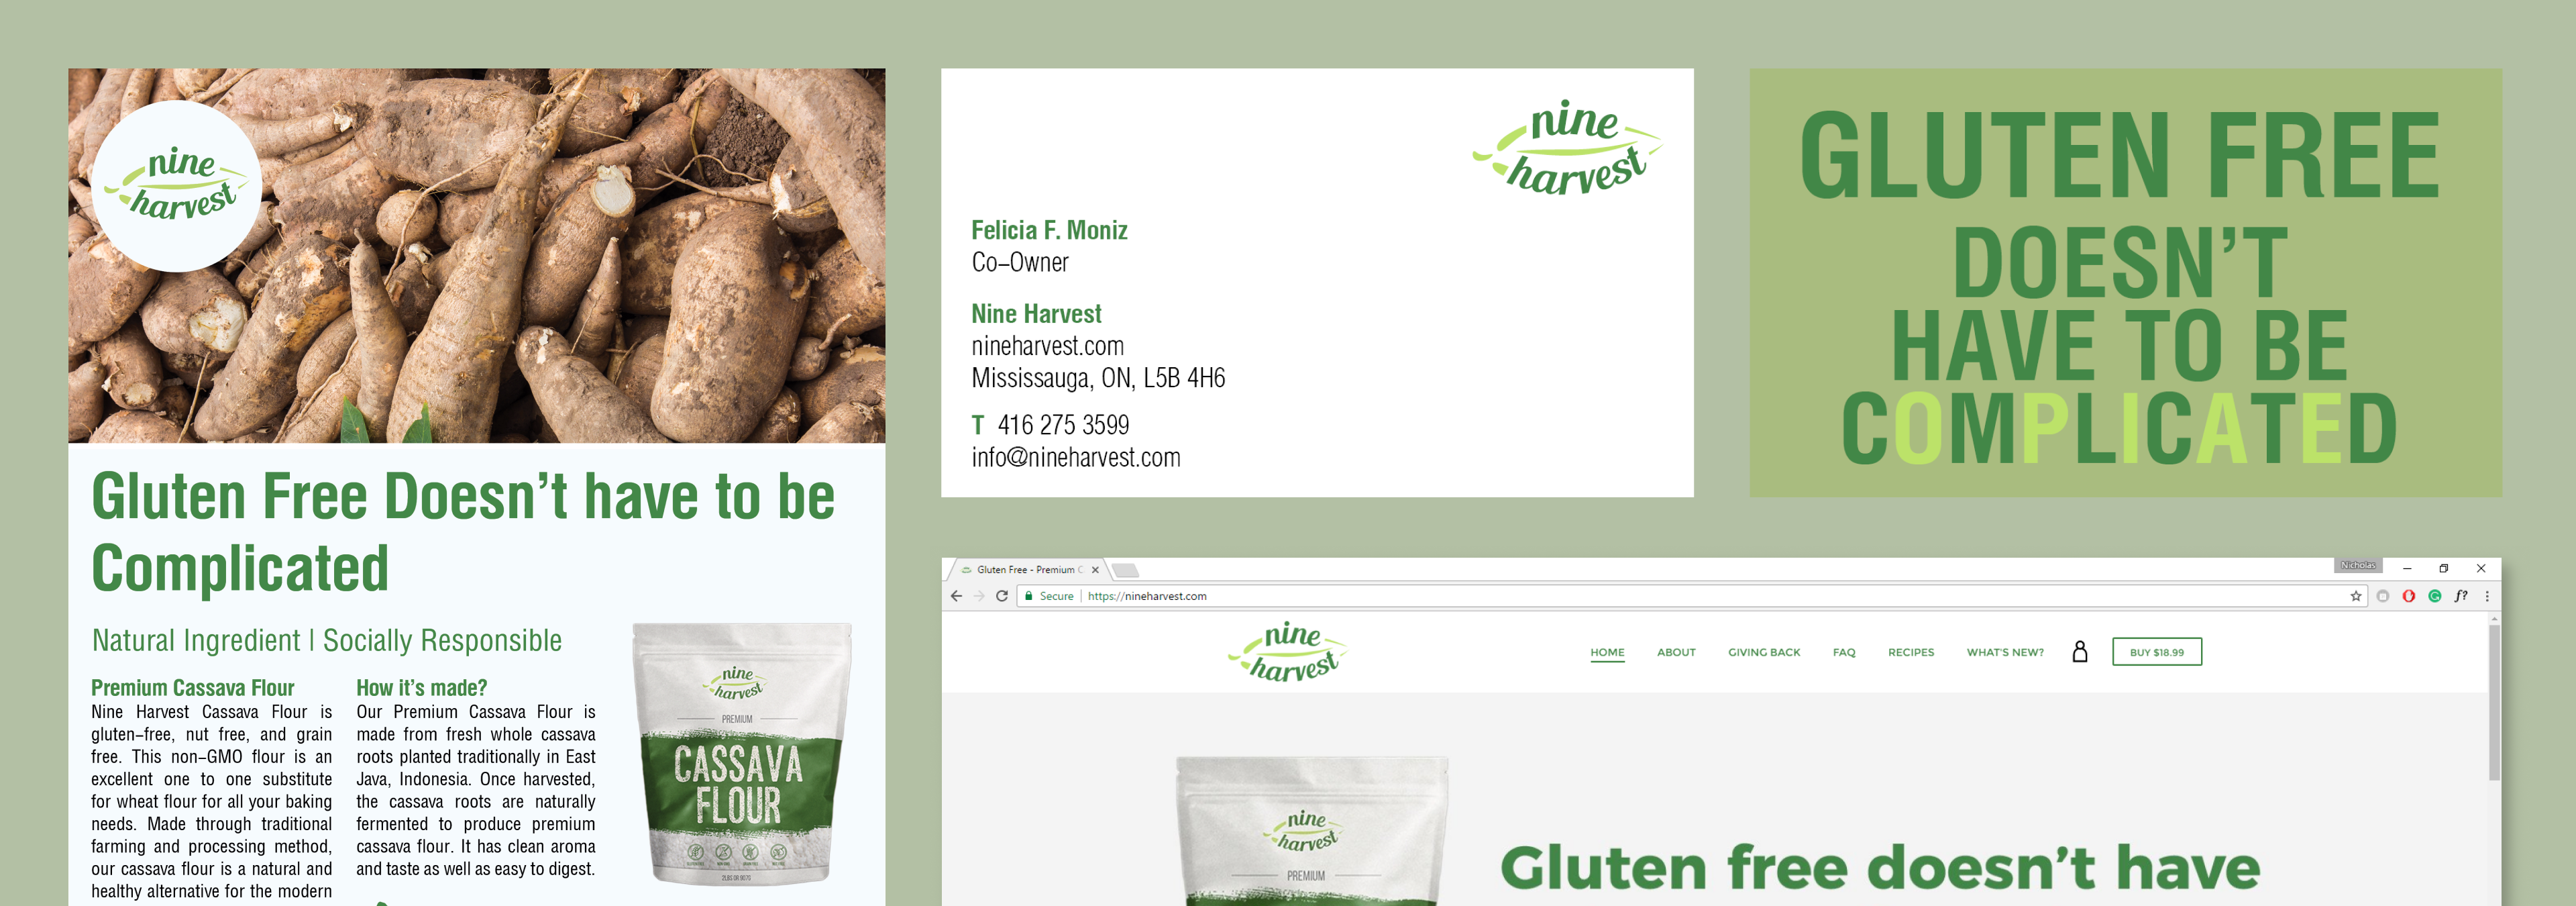 nine
harvest
Gluten Free Doesn't have to be
Complicated
Natural Ingredient | Socially Responsible
Premium Cassava Flour
Nine Harvest Cassava Flour is
gluten–free, nut free, and grain
free. This non–GMO flour is an
excellent one to one substitute
for wheat flour for all your baking
needs. Made through traditional
farming and processing method,
our cassava flour is a natural and
healthy alternative for the modern
How it's made?
Our Premium Cassava Flour is
made from fresh whole cassava
roots planted traditionally in East
Java, Indonesia. Once harvested,
the cassava roots are naturally
fermented to produce premium
cassava flour. It has clean aroma
and taste as well as easy to digest.
nine
harvest
PREMIUM
CASSAVA
FLOUR
nine
harvest
Felicia F. Moniz
Co–Owner
Nine Harvest
nineharvest.com
Mississauga, ON, L5B 4H6
T 416 275 3599
info@nineharvest.com
GLUTEN FREE
DOESN'T
HAVE TO BE
COMPLICATED
Gluten Free - Premium C
Nicholas
Secure https://nineharvest.com
f?
nine
harvest
HOME ABOUT GIVING BACK FAQ RECIPES WHAT'S NEW? BUY $18.99
nine
harvest
PREMIUM
Gluten free doesn't have